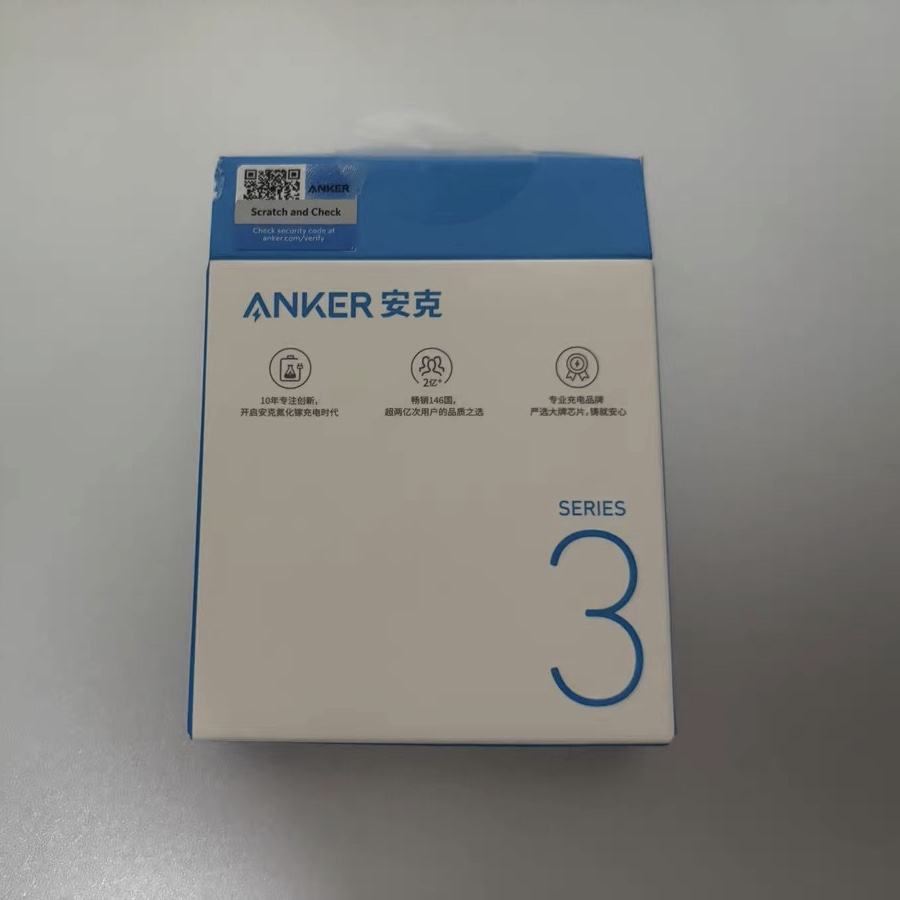 ANKER
Scratch and Check
Check security code at
anker.com/verify
ANKER 安克
2亿+
10年专注创新，
开启安克氮化镓充电时代
畅销146国，
超两亿次用户的品质之选
专业充电品牌
严选大牌芯片，铸就安心
SERIES
3